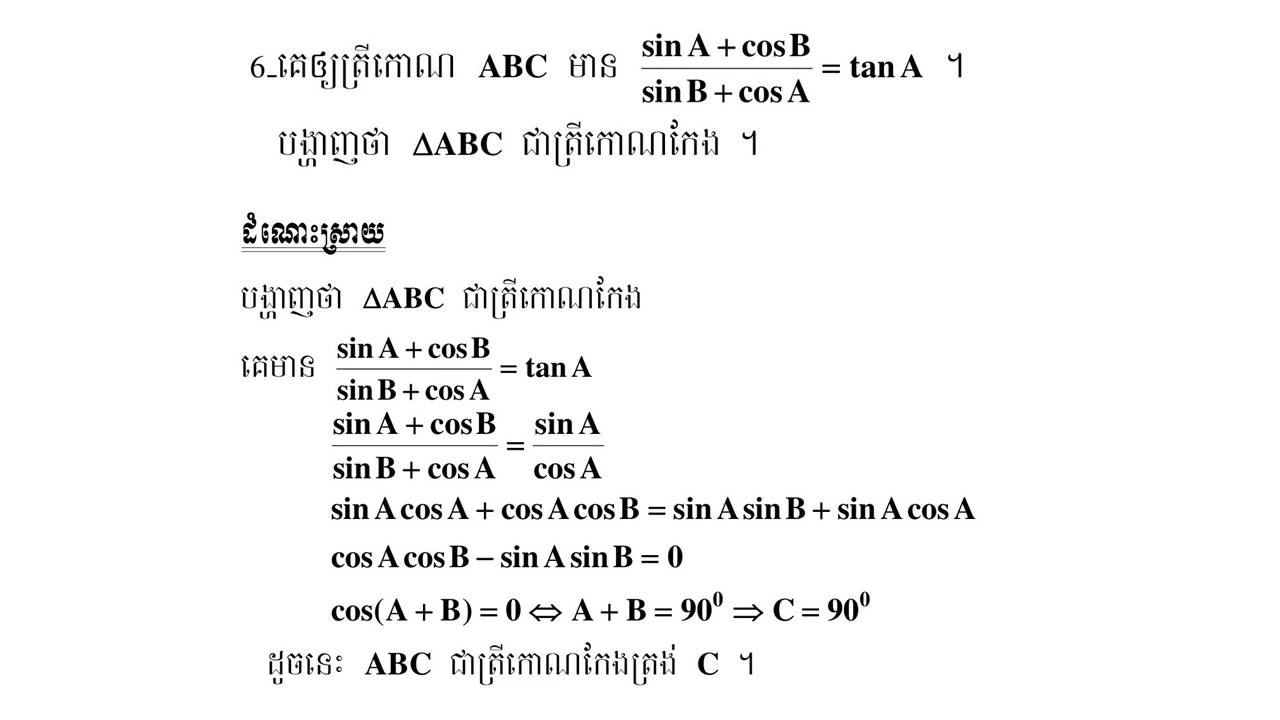 6_គេឲ្យត្រីកោណ ABC មាន (sin A + cos B)/(sin B + cos A) = tan A ។
បង្ហាញថា ΔABC ជាត្រីកោណកែង ។
ដំណោះស្រាយ
បង្ហាញថា ΔABC ជាត្រីកោណកែង
គេមាន (sin A + cos B)/(sin B + cos A) = tan A
(sin A + cos B)/(sin B + cos A) = sin A/cos A
sin A cos A + cos A cos B = sin A sin B + sin A cos A
cos A cos B − sin A sin B = 0
cos(A + B) = 0 ⇔ A + B = 90⁰ ⇒ C = 90⁰
ដូចនេះ ABC ជាត្រីកោណកែងត្រង់ C ។